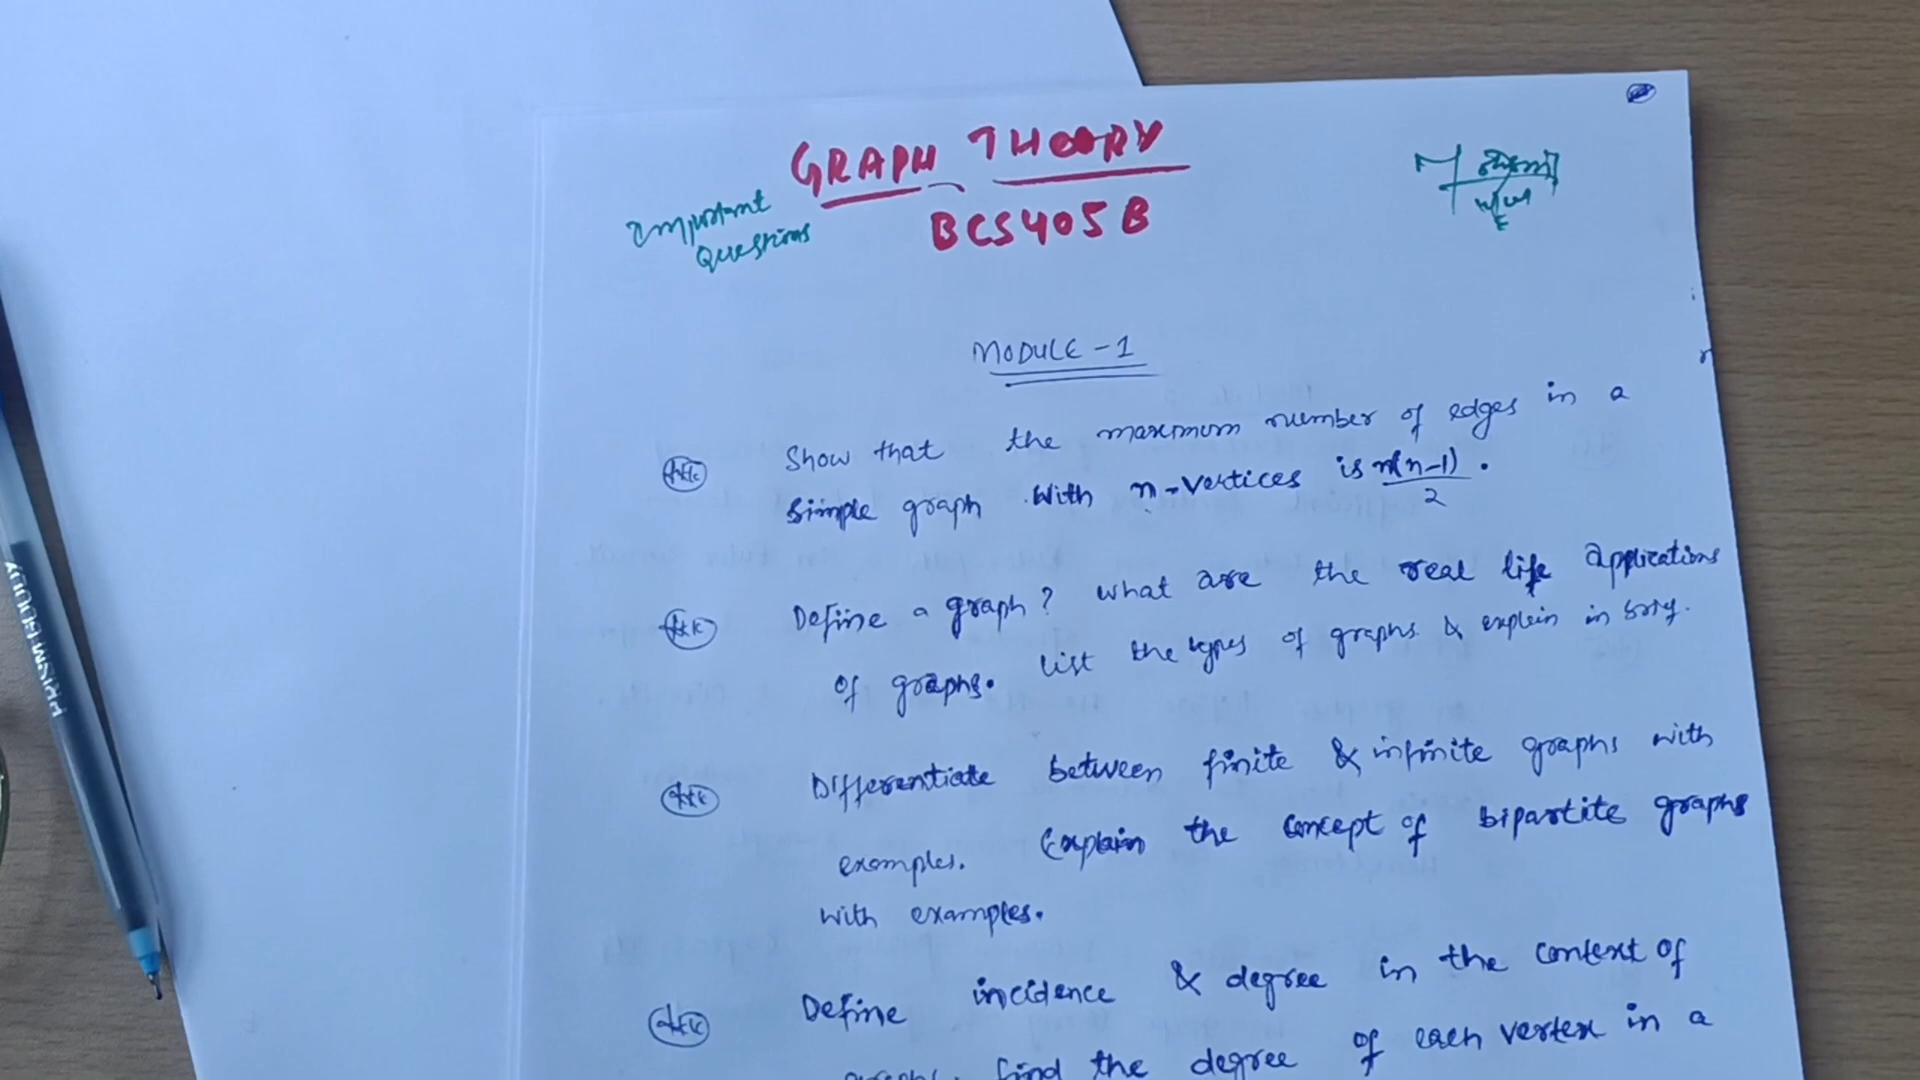 GRAPH THEORY
Important
Questions
BCS405B
MODULE - 1
Show that the maximum number of edges in a
simple graph with n-vertices is n(n-1)/2.
Define a graph? What are the real life applications
of graphs. List the types of graphs & explain in
Differentiate between finite & infinite graphs with
examples. Explain the concept of bipartite graphs
with examples.
Define incidence & degree in the context of
graphs. Find the degree of each vertex in a